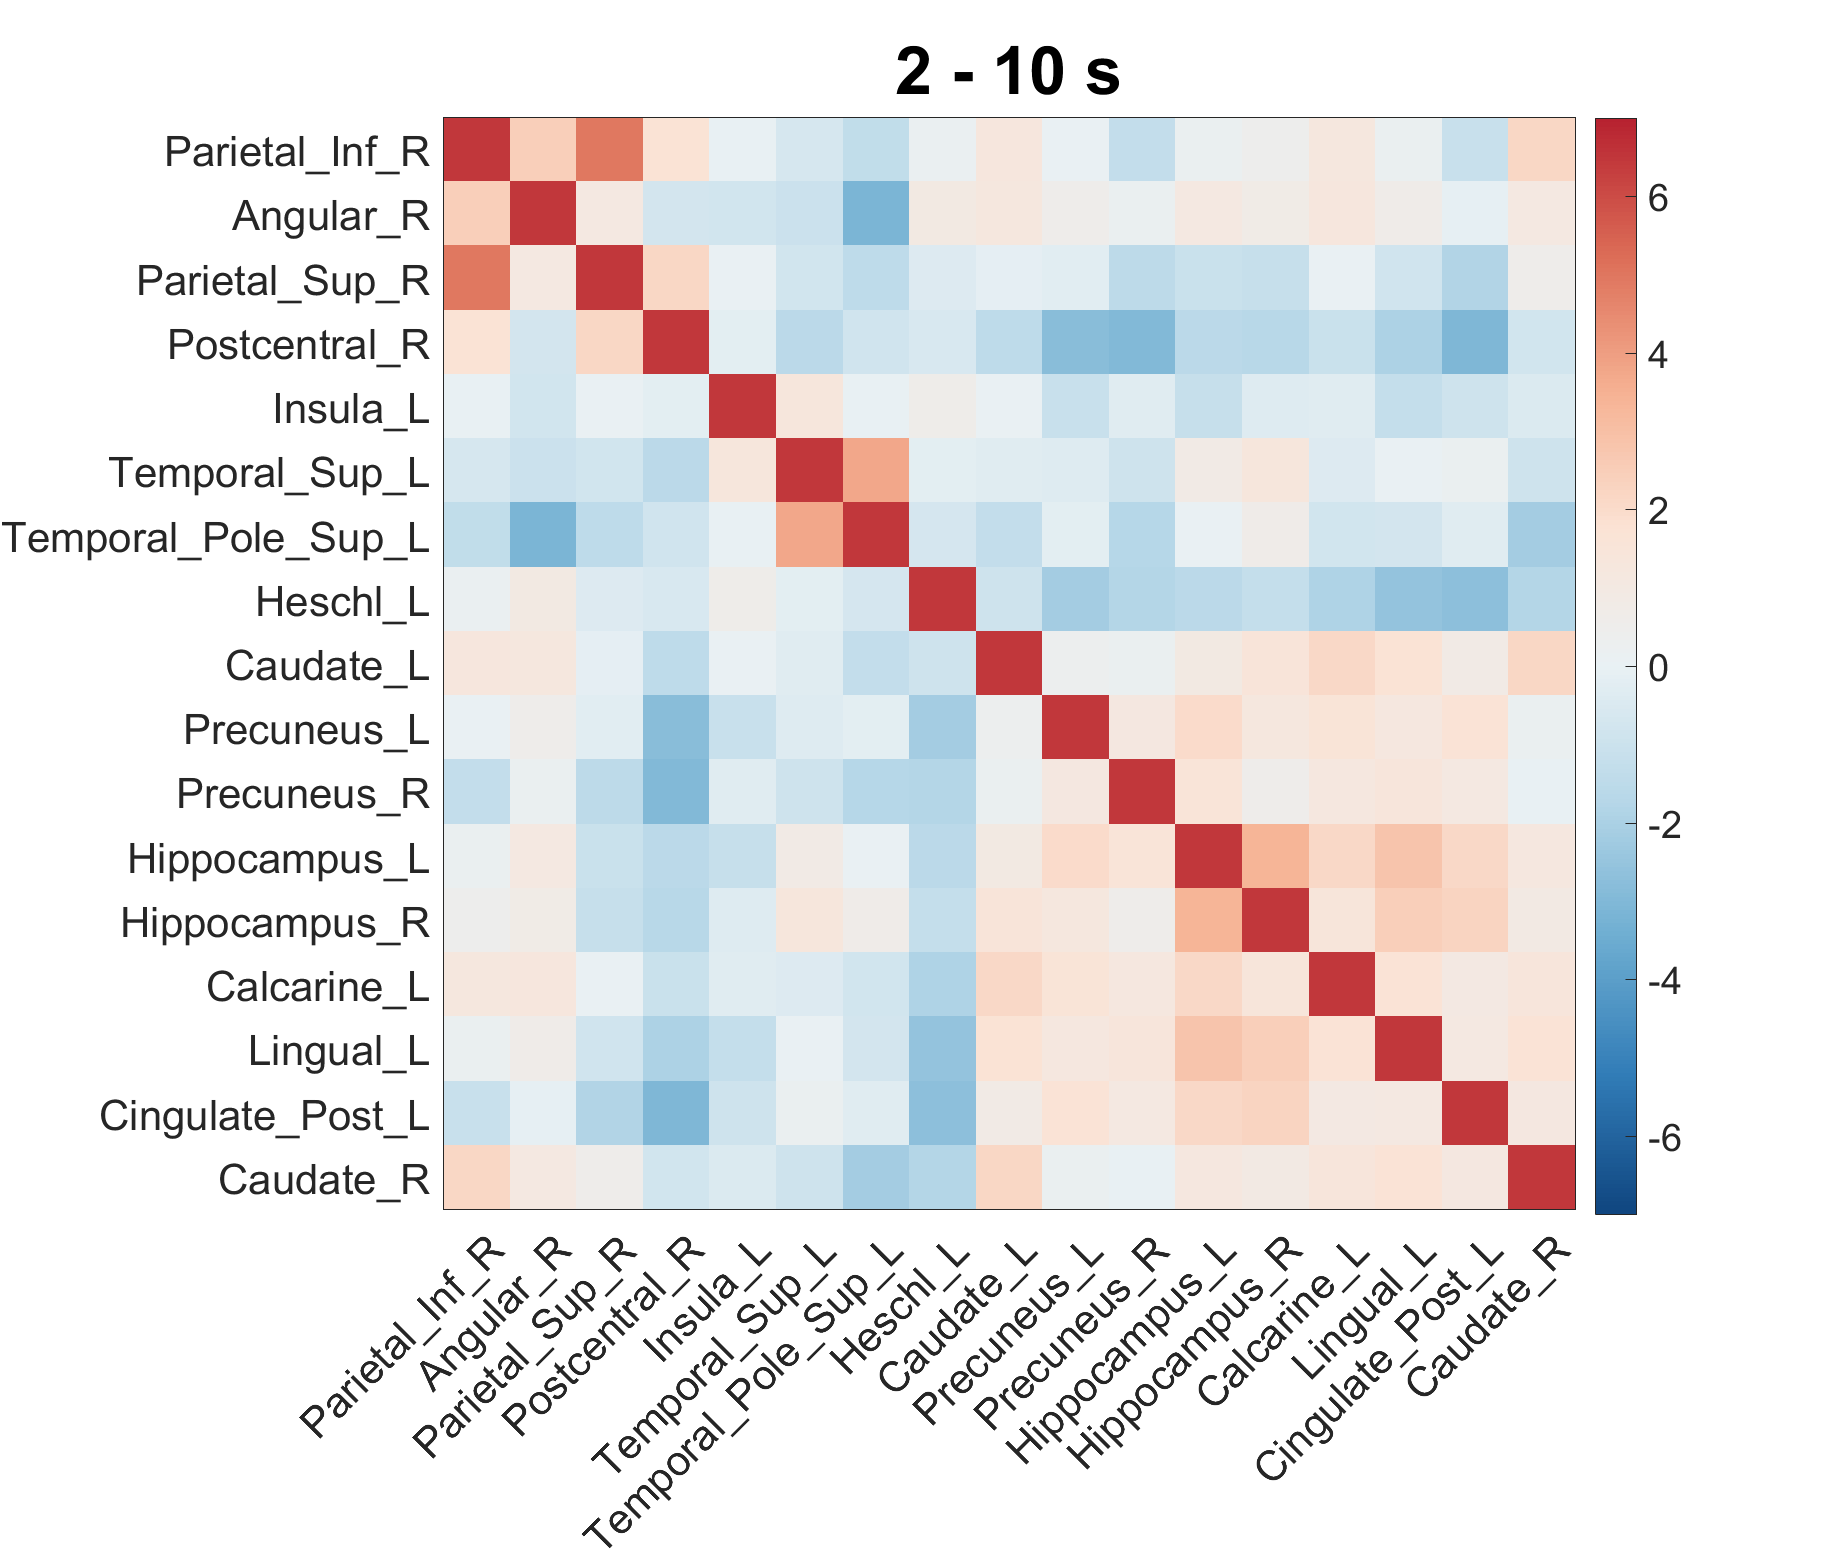 2 - 10 s
Parietal_Inf_R
Angular_R
Parietal_Sup_R
Postcentral_R
Insula_L
Temporal_Sup_L
Temporal_Pole_Sup_L
Heschl_L
Caudate_L
Precuneus_L
Precuneus_R
Hippocampus_L
Hippocampus_R
Calcarine_L
Lingual_L
Cingulate_Post_L
Caudate_R
6
4
2
0
-2
-4
-6
Parietal_Inf_R
Angular_R
Parietal_Sup_R
Postcentral_R
Insula_L
Temporal_Sup_L
Temporal_Pole_Sup_L
Heschl_L
Caudate_L
Precuneus_L
Precuneus_R
Hippocampus_L
Hippocampus_R
Calcarine_L
Lingual_L
Cingulate_Post_L
Caudate_R